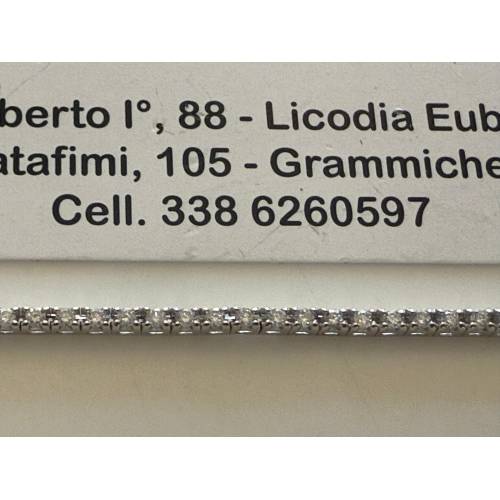 berto I°, 88 - Licodia Eub
atafimi, 105 - Grammiche
Cell. 338 6260597